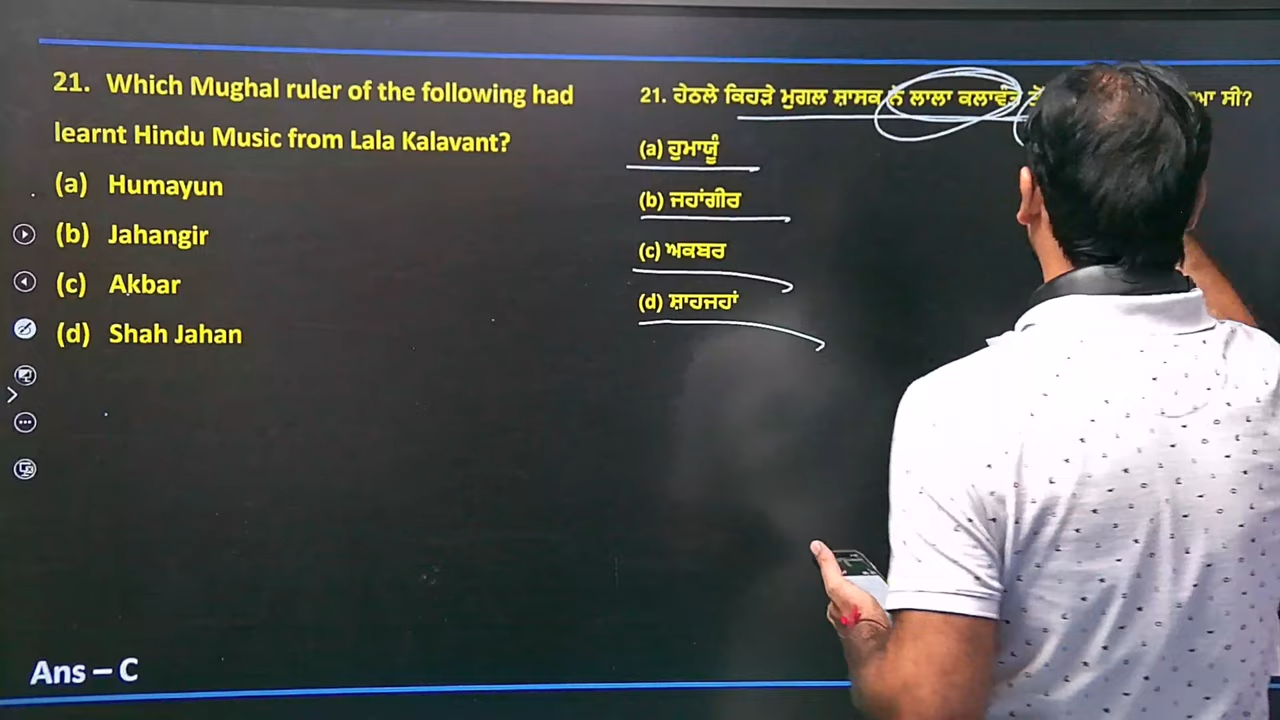 21. Which Mughal ruler of the following had
learnt Hindu Music from Lala Kalavant?
(a) Humayun
(b) Jahangir
(c) Akbar
(d) Shah Jahan
21. ਹੇਠਲੇ ਕਿਹੜੇ ਮੁਗਲ ਸ਼ਾਸਕ ਨੇ ਲਾਲਾ ਕਲਾਵੰਤ ਸੀ?
(a) ਹੁਮਾਯੂੰ
(b) ਜਹਾਂਗੀਰ
(c) ਅਕਬਰ
(d) ਸ਼ਾਹਜਹਾਂ
Ans – C